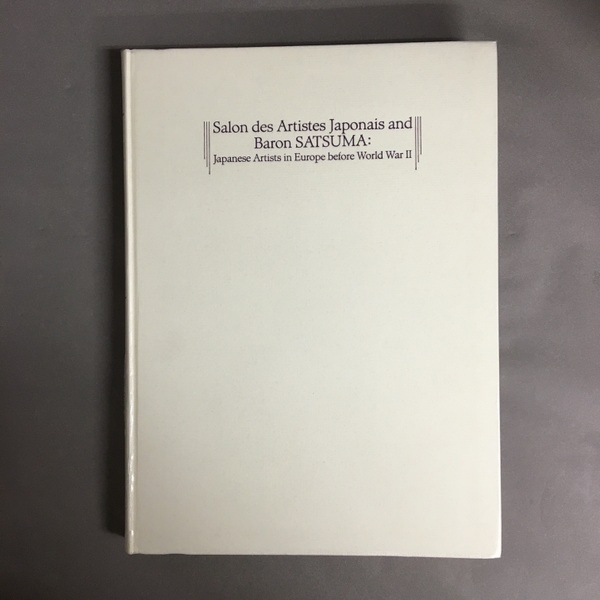 Salon des Artistes Japonais and
Baron SATSUMA:
Japanese Artists in Europe before World War II